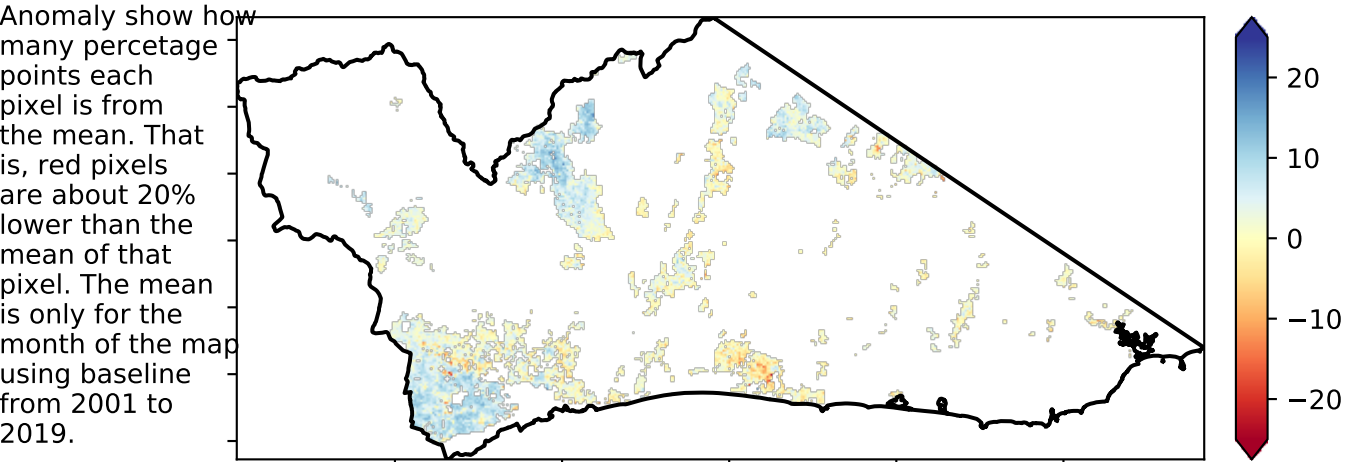 Anomaly show how
many percetage
points each
pixel is from
the mean. That
is, red pixels
are about 20%
lower than the
mean of that
pixel. The mean
is only for the
month of the map
using baseline
from 2001 to
2019.
20
10
0
−10
−20